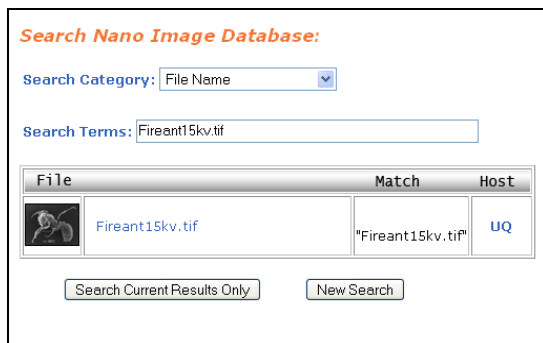 Search Nano Image Database:
Search Category: File Name
Search Terms: Fireant15kv.tif
File Match Host
Fireant15kv.tif "Fireant15kv.tif" UQ
Search Current Results Only New Search